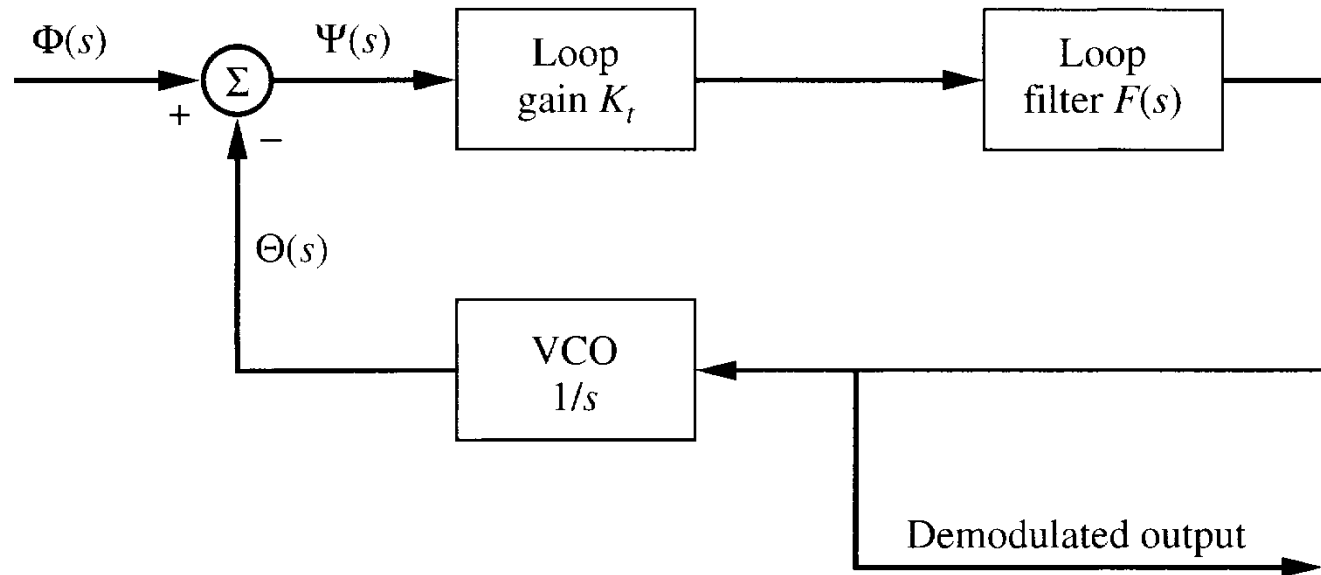 Φ(s)
Ψ(s)
Σ
+
−
Loop
gain K_t
Loop
filter F(s)
Θ(s)
VCO
1/s
Demodulated output